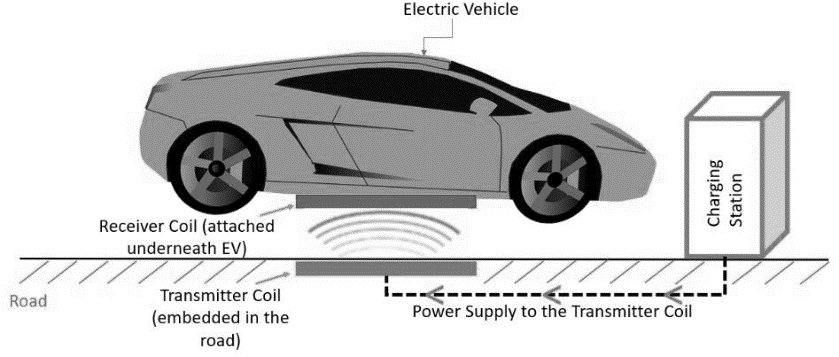 Electric Vehicle
Charging
Station
Receiver Coil (attached
underneath EV)
Road
Transmitter Coil
(embedded in the
road)
Power Supply to the Transmitter Coil